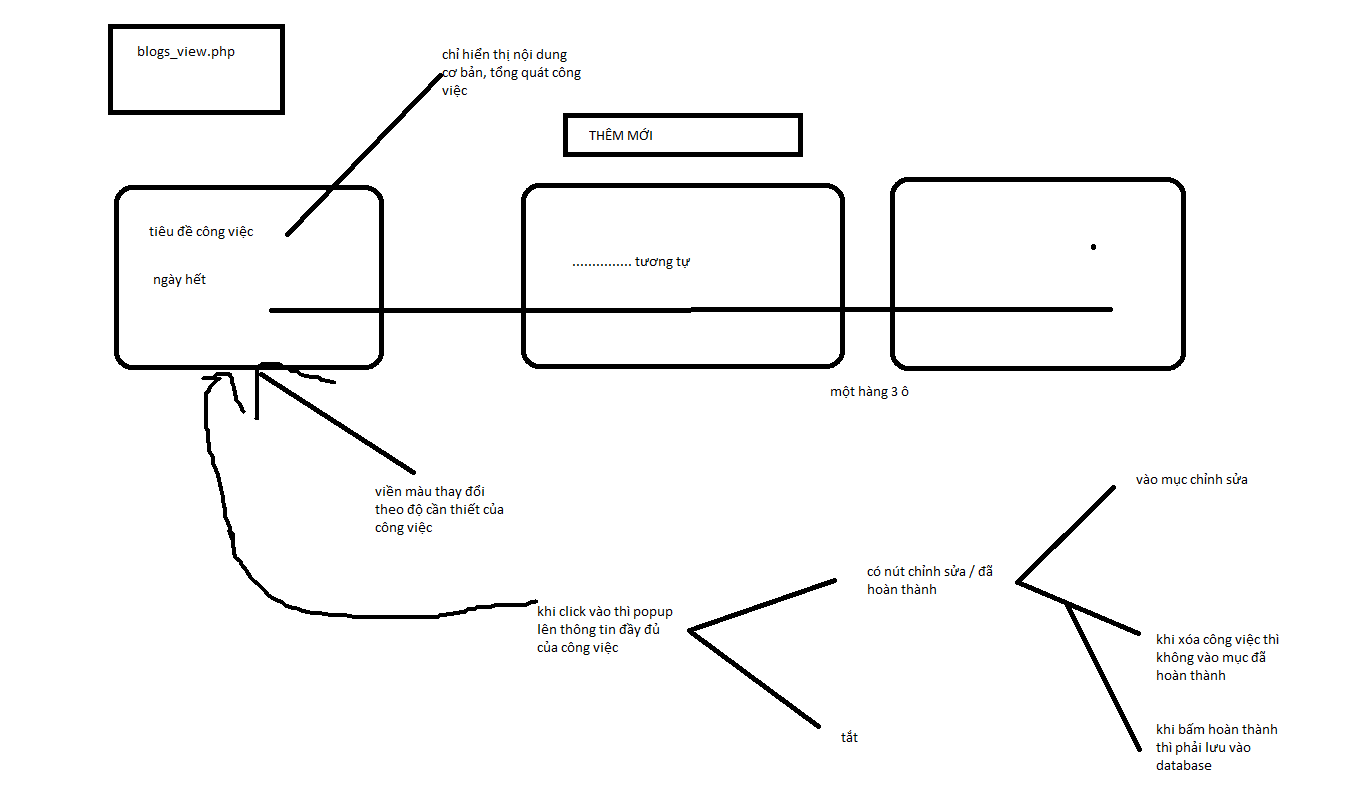 blogs_view.php
chỉ hiển thị nội dung
cơ bản, tổng quát công
việc
THÊM MỚI
tiêu đề công việc
ngày hết
............... tương tự
một hàng 3 ô
viền màu thay đổi
theo độ cần thiết của
công việc
khi click vào thì popup
lên thông tin đầy đủ
của công việc
có nút chỉnh sửa / đã
hoàn thành
tắt
vào mục chỉnh sửa
khi xóa công việc thì
không vào mục đã
hoàn thành
khi bấm hoàn thành
thì phải lưu vào
database